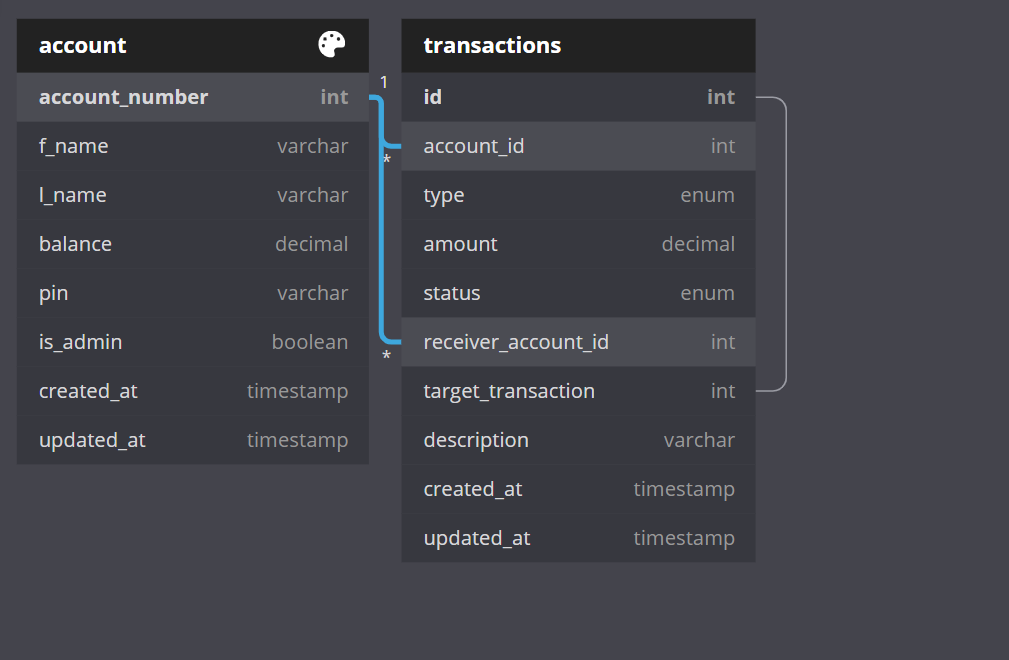 account
account_number int
f_name varchar
l_name varchar
balance decimal
pin varchar
is_admin boolean
created_at timestamp
updated_at timestamp
1
*
*
transactions
id int
account_id int
type enum
amount decimal
status enum
receiver_account_id int
target_transaction int
description varchar
created_at timestamp
updated_at timestamp